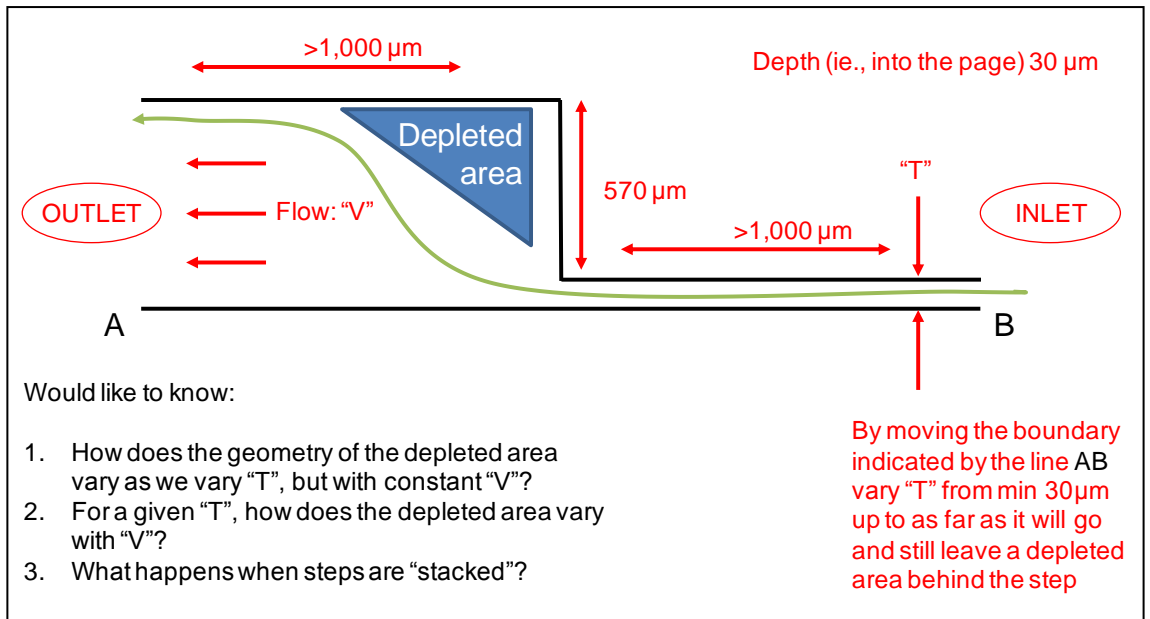 >1,000 µm
Depth (ie., into the page) 30 µm
Depleted
area
"T"
570 µm
OUTLET
Flow: "V"
INLET
>1,000 µm
A
B
Would like to know:
1. How does the geometry of the depleted area
vary as we vary "T", but with constant "V"?
2. For a given "T", how does the depleted area vary
with "V"?
3. What happens when steps are "stacked"?
By moving the boundary
indicated by the line AB
vary "T" from min 30µm
up to as far as it will go
and still leave a depleted
area behind the step